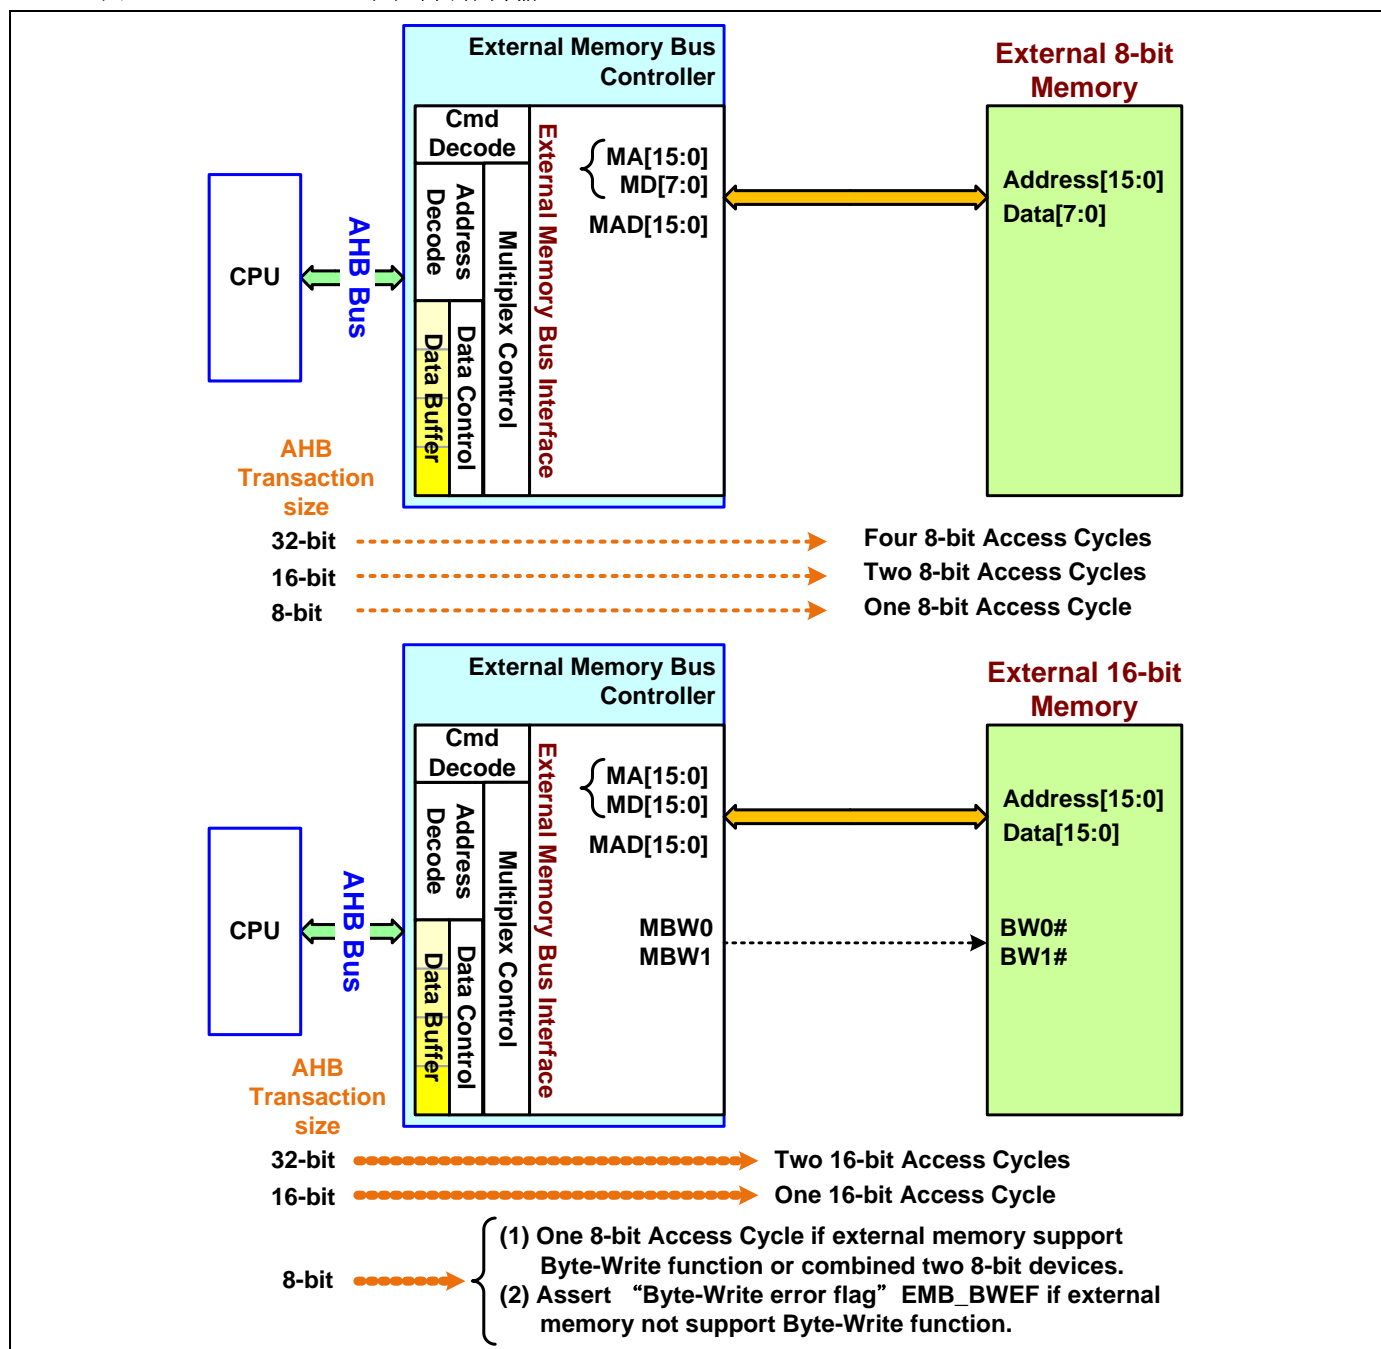 External Memory Bus
Controller
External 8-bit
Memory
Cmd
Decode
Address
Decode
Data Buffer
Data Control
Multiplex Control
External Memory Bus Interface
MA[15:0]
MD[7:0]
MAD[15:0]
Address[15:0]
Data[7:0]
CPU
AHB Bus
AHB
Transaction
size
32-bit
Four 8-bit Access Cycles
16-bit
Two 8-bit Access Cycles
8-bit
One 8-bit Access Cycle
External Memory Bus
Controller
External 16-bit
Memory
Cmd
Decode
Address
Decode
Data Buffer
Data Control
Multiplex Control
External Memory Bus Interface
MA[15:0]
MD[15:0]
MAD[15:0]
MBW0
MBW1
Address[15:0]
Data[15:0]
BW0#
BW1#
CPU
AHB Bus
AHB
Transaction
size
32-bit
Two 16-bit Access Cycles
16-bit
One 16-bit Access Cycle
8-bit
(1) One 8-bit Access Cycle if external memory support
Byte-Write function or combined two 8-bit devices.
(2) Assert “Byte-Write error flag” EMB_BWEF if external
memory not support Byte-Write function.